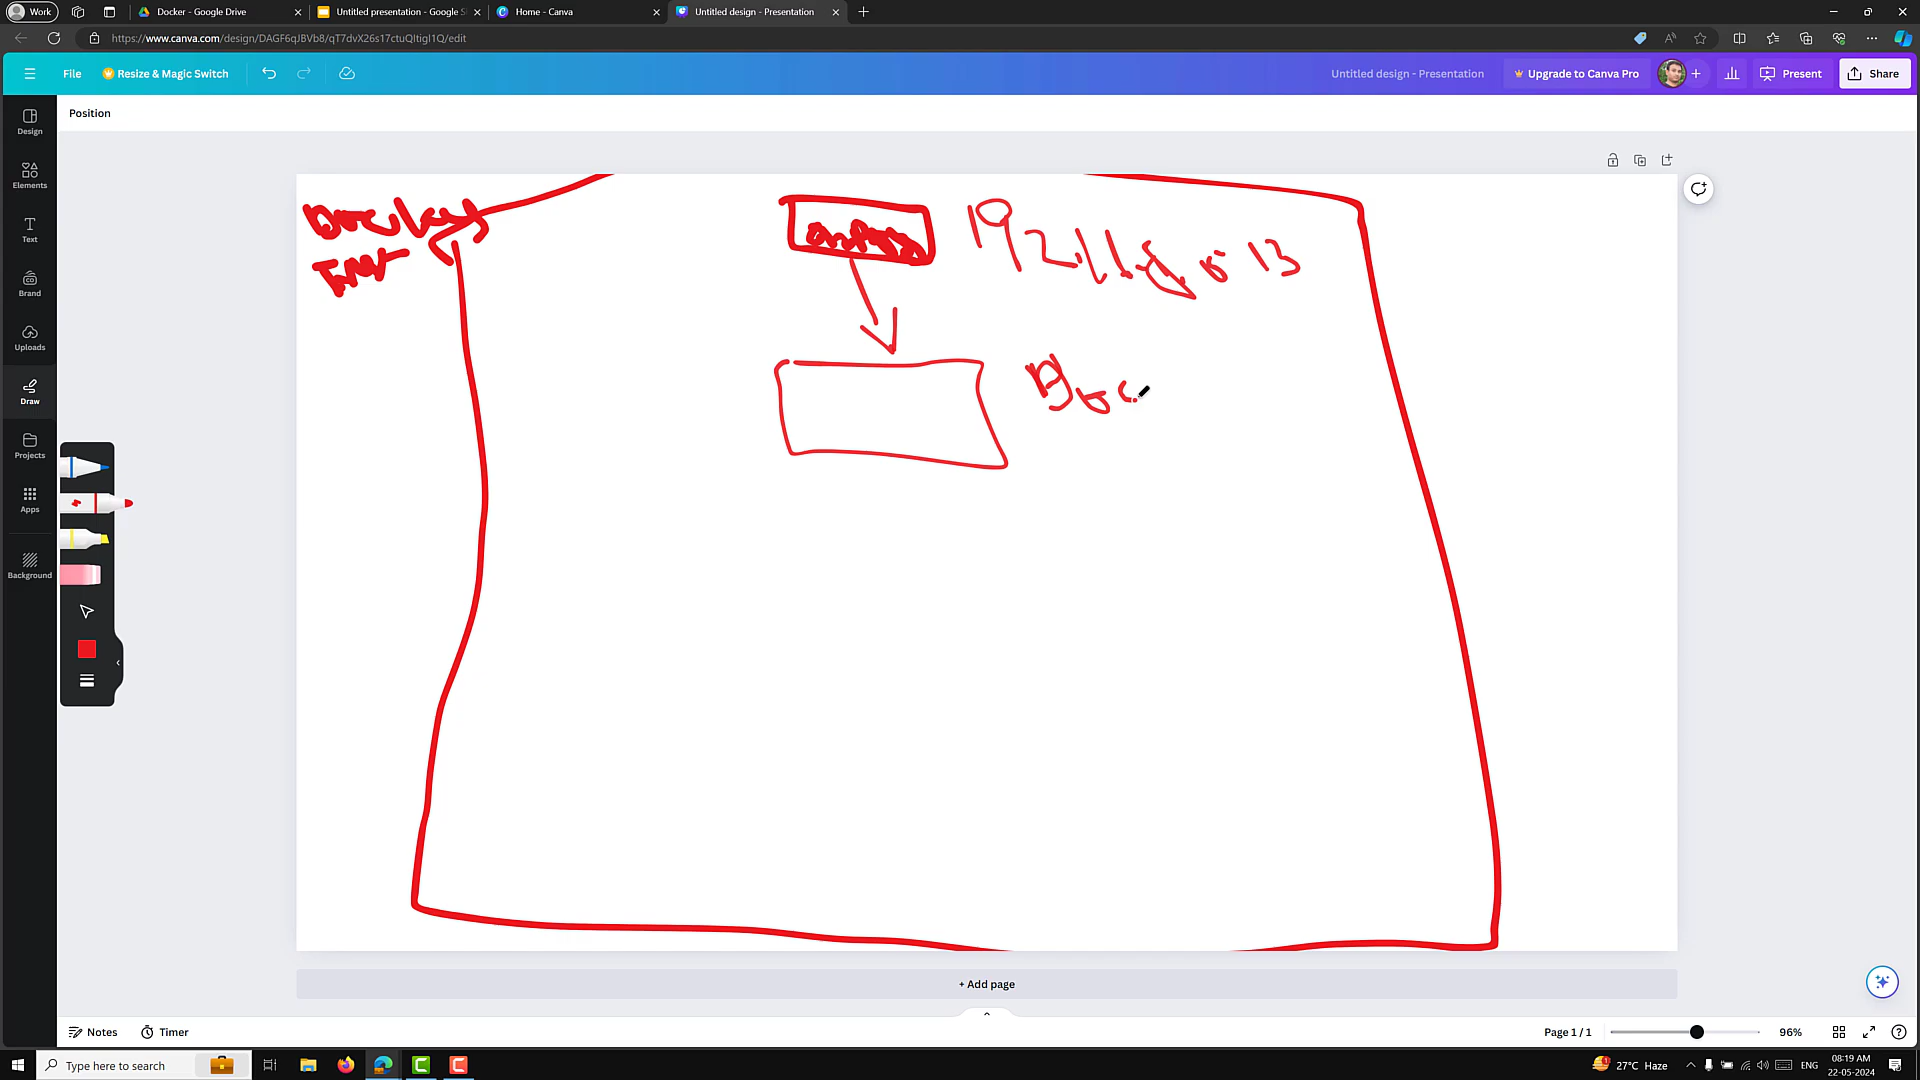 Work
Docker - Google Drive
Untitled presentation - Google Sl
Home - Canva
Untitled design - Presentation
https://www.canva.com/design/DAGF6qJBVb8/qT7dvX26s17ctuQItigI1Q/edit
File
Resize & Magic Switch
Untitled design - Presentation
Upgrade to Canva Pro
Present
Share
Position
Design
Elements
Text
Brand
Uploads
Draw
Projects
Apps
Background
+ Add page
Notes
Timer
Page 1 / 1
96%
Type here to search
27°C Haze
ENG
08:19 AM
22-05-2024